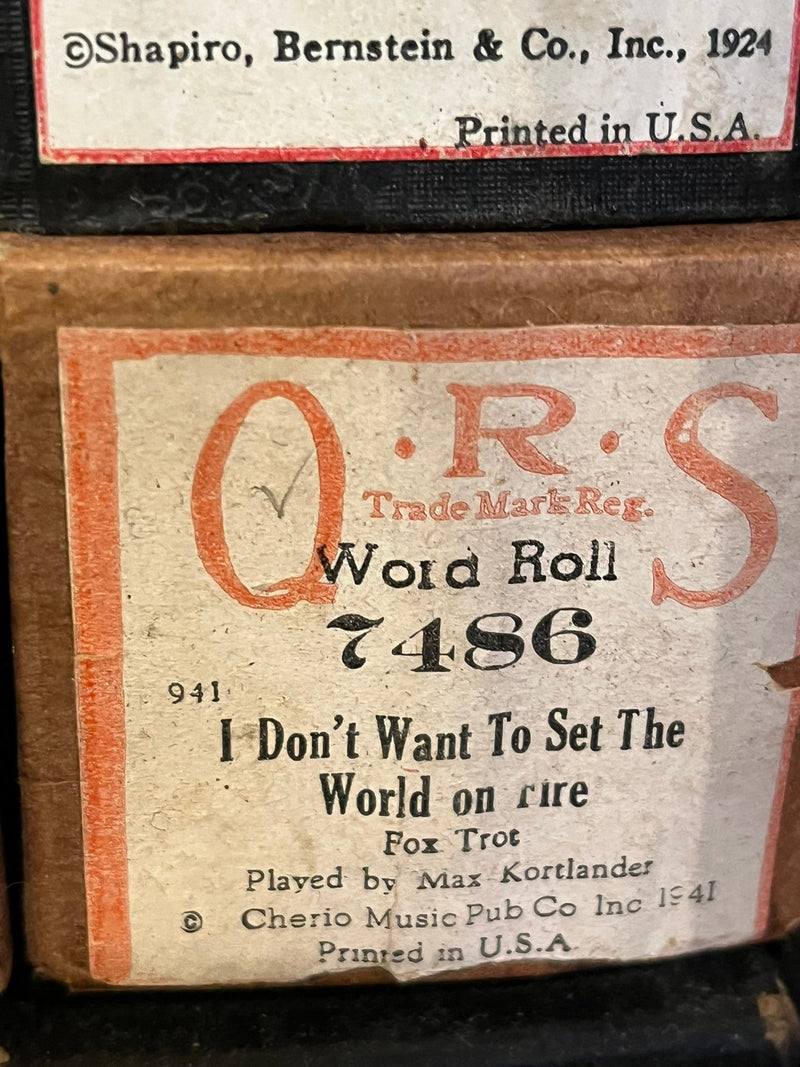 ©Shapiro, Bernstein & Co., Inc., 1924
Printed in U.S.A.
Q·R·S
Trade Mark Reg.
Word Roll
7486
941
I Don't Want To Set The
World on Fire
Fox Trot
Played by Max Kortlander
© Cherio Music Pub Co Inc 1941
Printed in U.S.A.